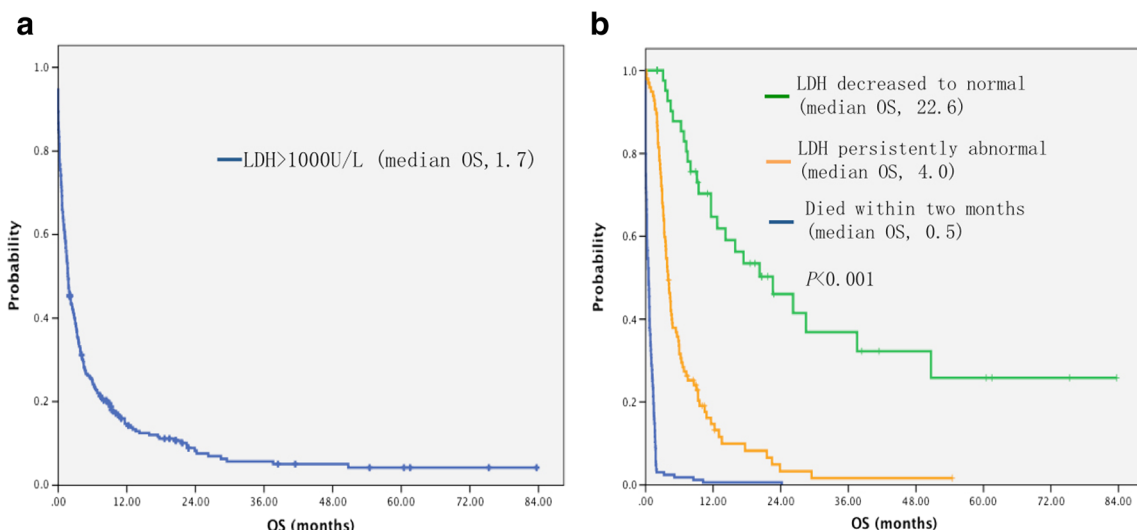 a
1.0
0.8
0.6
0.4
0.2
0.0
Probability
.00 12.00 24.00 36.00 48.00 60.00 72.00 84.00
OS (months)
LDH>1000U/L (median OS,1.7)
b
1.0
0.8
0.6
0.4
0.2
0.0
Probability
.00 12.00 24.00 36.00 48.00 60.00 72.00 84.00
OS (months)
LDH decreased to normal
(median OS, 22.6)
LDH persistently abnormal
(median OS, 4.0)
Died within two months
(median OS, 0.5)
P<0.001